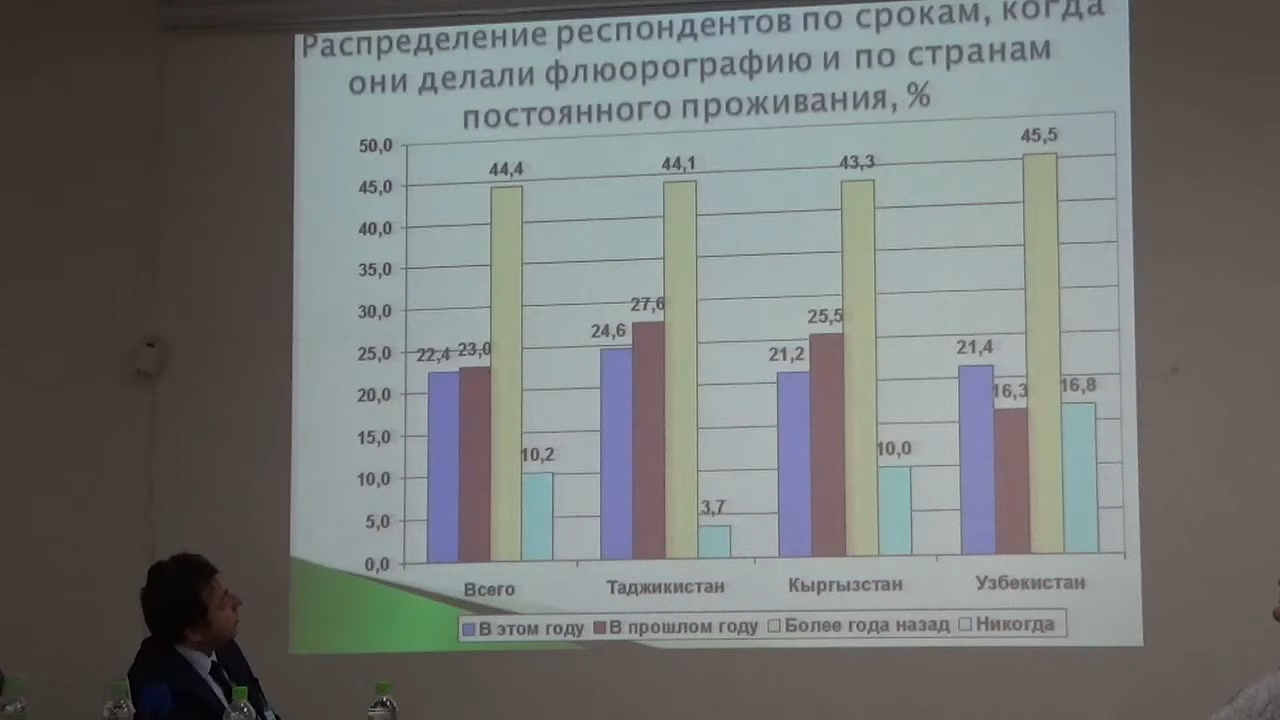 Распределение респондентов по срокам, когда
они делали флюорографию и по странам
постоянного проживания, %
50,0
45,0
40,0
35,0
30,0
25,0
20,0
15,0
10,0
5,0
0,0
22,4 23,0 44,4 10,2
24,6 27,6 44,1 3,7
21,2 25,5 43,3 10,0
21,4 16,3 45,5 16,8
Всего Таджикистан Кыргызстан Узбекистан
В этом году В прошлом году Более года назад Никогда